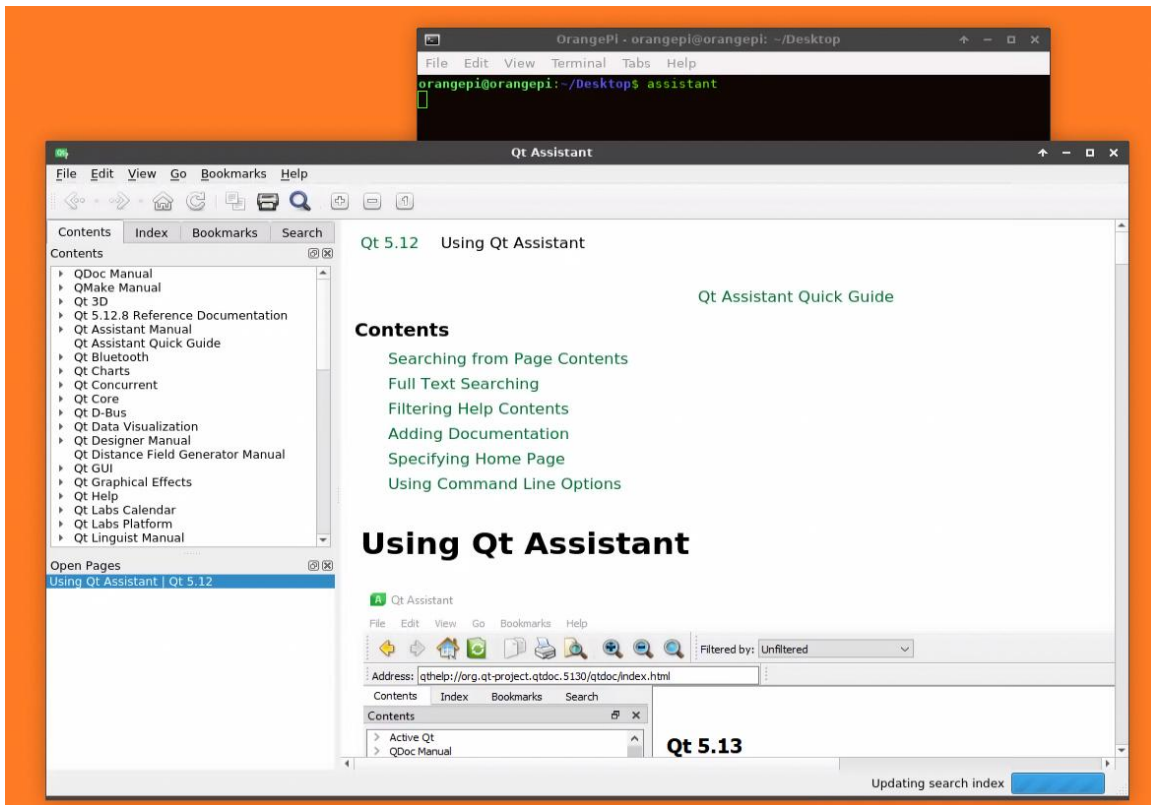 OrangePi - orangepi@orangepi: ~/Desktop
File Edit View Terminal Tabs Help
orangepi@orangepi:~/Desktop$ assistant
Qt Assistant
File Edit View Go Bookmarks Help
Contents Index Bookmarks Search
Contents
QDoc Manual
QMake Manual
Qt 3D
Qt 5.12.8 Reference Documentation
Qt Assistant Manual
Qt Assistant Quick Guide
Qt Bluetooth
Qt Charts
Qt Concurrent
Qt Core
Qt D-Bus
Qt Data Visualization
Qt Designer Manual
Qt Distance Field Generator Manual
Qt GUI
Qt Graphical Effects
Qt Help
Qt Labs Calendar
Qt Labs Platform
Qt Linguist Manual
Open Pages
Using Qt Assistant | Qt 5.12
Qt 5.12 Using Qt Assistant
Qt Assistant Quick Guide
Contents
Searching from Page Contents
Full Text Searching
Filtering Help Contents
Adding Documentation
Specifying Home Page
Using Command Line Options
Using Qt Assistant
Qt Assistant
File Edit View Go Bookmarks Help
Filtered by: Unfiltered
Address: qthelp://org.qt-project.qtdoc.5130/qtdoc/index.html
Contents Index Bookmarks Search
Contents
Active Qt
QDoc Manual
Qt 5.13
Updating search index